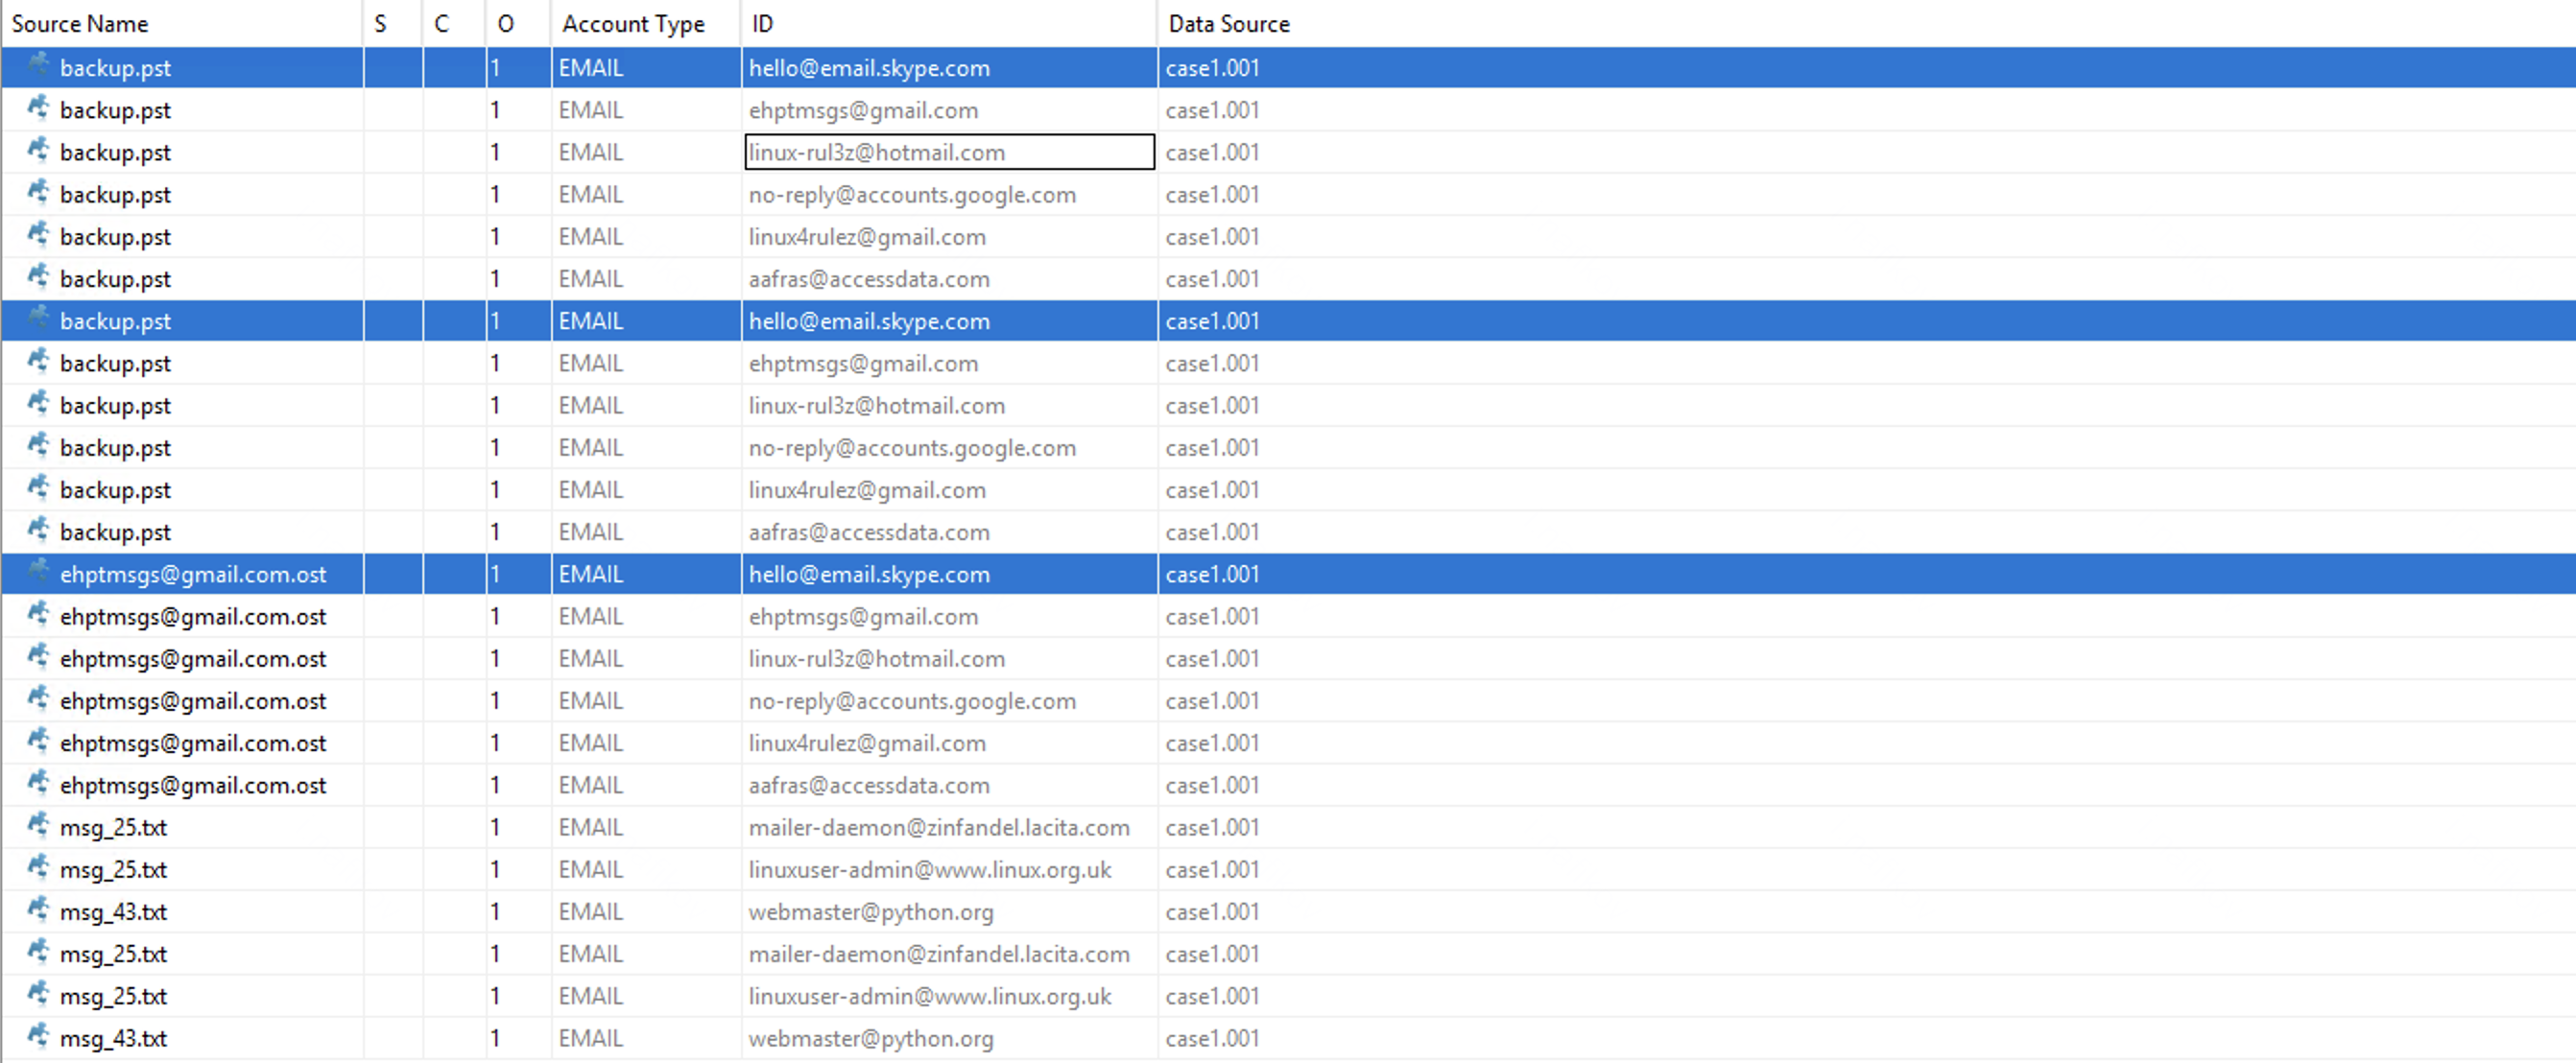 Source Name S C O Account Type ID Data Source
backup.pst 1 EMAIL hello@email.skype.com case1.001
backup.pst 1 EMAIL ehptmsgs@gmail.com case1.001
backup.pst 1 EMAIL linux-rul3z@hotmail.com case1.001
backup.pst 1 EMAIL no-reply@accounts.google.com case1.001
backup.pst 1 EMAIL linux4rulez@gmail.com case1.001
backup.pst 1 EMAIL aafras@accessdata.com case1.001
backup.pst 1 EMAIL hello@email.skype.com case1.001
backup.pst 1 EMAIL ehptmsgs@gmail.com case1.001
backup.pst 1 EMAIL linux-rul3z@hotmail.com case1.001
backup.pst 1 EMAIL no-reply@accounts.google.com case1.001
backup.pst 1 EMAIL linux4rulez@gmail.com case1.001
backup.pst 1 EMAIL aafras@accessdata.com case1.001
ehptmsgs@gmail.com.ost 1 EMAIL hello@email.skype.com case1.001
ehptmsgs@gmail.com.ost 1 EMAIL ehptmsgs@gmail.com case1.001
ehptmsgs@gmail.com.ost 1 EMAIL linux-rul3z@hotmail.com case1.001
ehptmsgs@gmail.com.ost 1 EMAIL no-reply@accounts.google.com case1.001
ehptmsgs@gmail.com.ost 1 EMAIL linux4rulez@gmail.com case1.001
ehptmsgs@gmail.com.ost 1 EMAIL aafras@accessdata.com case1.001
msg_25.txt 1 EMAIL mailer-daemon@zinfandel.lacita.com case1.001
msg_25.txt 1 EMAIL linuxuser-admin@www.linux.org.uk case1.001
msg_43.txt 1 EMAIL webmaster@python.org case1.001
msg_25.txt 1 EMAIL mailer-daemon@zinfandel.lacita.com case1.001
msg_25.txt 1 EMAIL linuxuser-admin@www.linux.org.uk case1.001
msg_43.txt 1 EMAIL webmaster@python.org case1.001